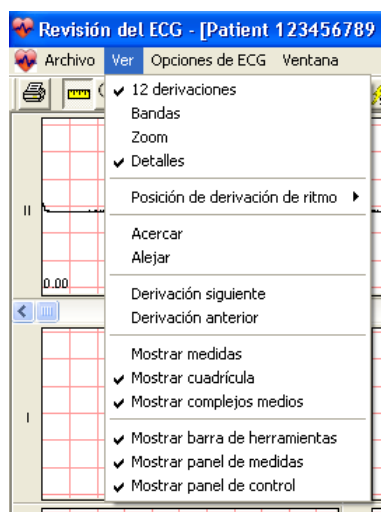 Revisión del ECG - [Patient 123456789
Archivo Ver Opciones de ECG Ventana
12 derivaciones
Bandas
Zoom
Detalles
Posición de derivación de ritmo
II
Acercar
Alejar
0.00
Derivación siguiente
Derivación anterior
Mostrar medidas
Mostrar cuadrícula
Mostrar complejos medios
I
Mostrar barra de herramientas
Mostrar panel de medidas
Mostrar panel de control